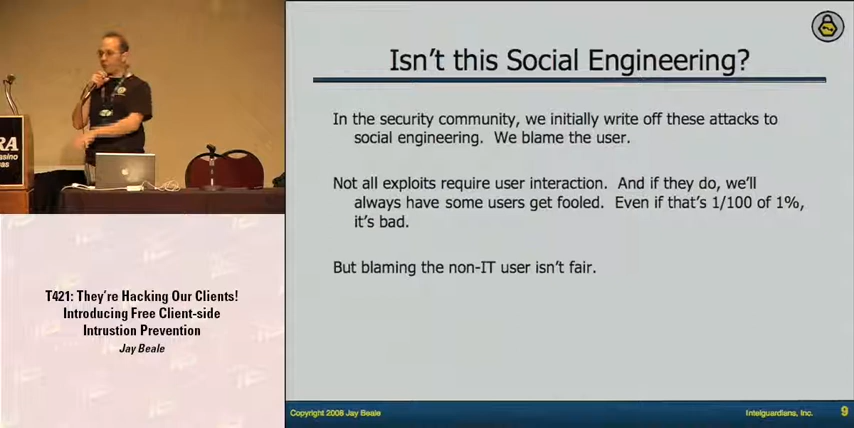 Isn't this Social Engineering?
In the security community, we initially write off these attacks to
social engineering. We blame the user.
Not all exploits require user interaction. And if they do, we'll
always have some users get fooled. Even if that's 1/100 of 1%,
it's bad.
But blaming the non-IT user isn't fair.
RA
asino
as
T421: They're Hacking Our Clients!
Introducing Free Client-side
Intrustion Prevention
Jay Beale
Copyright 2008 Jay Beale
Intelguardians, Inc.
9